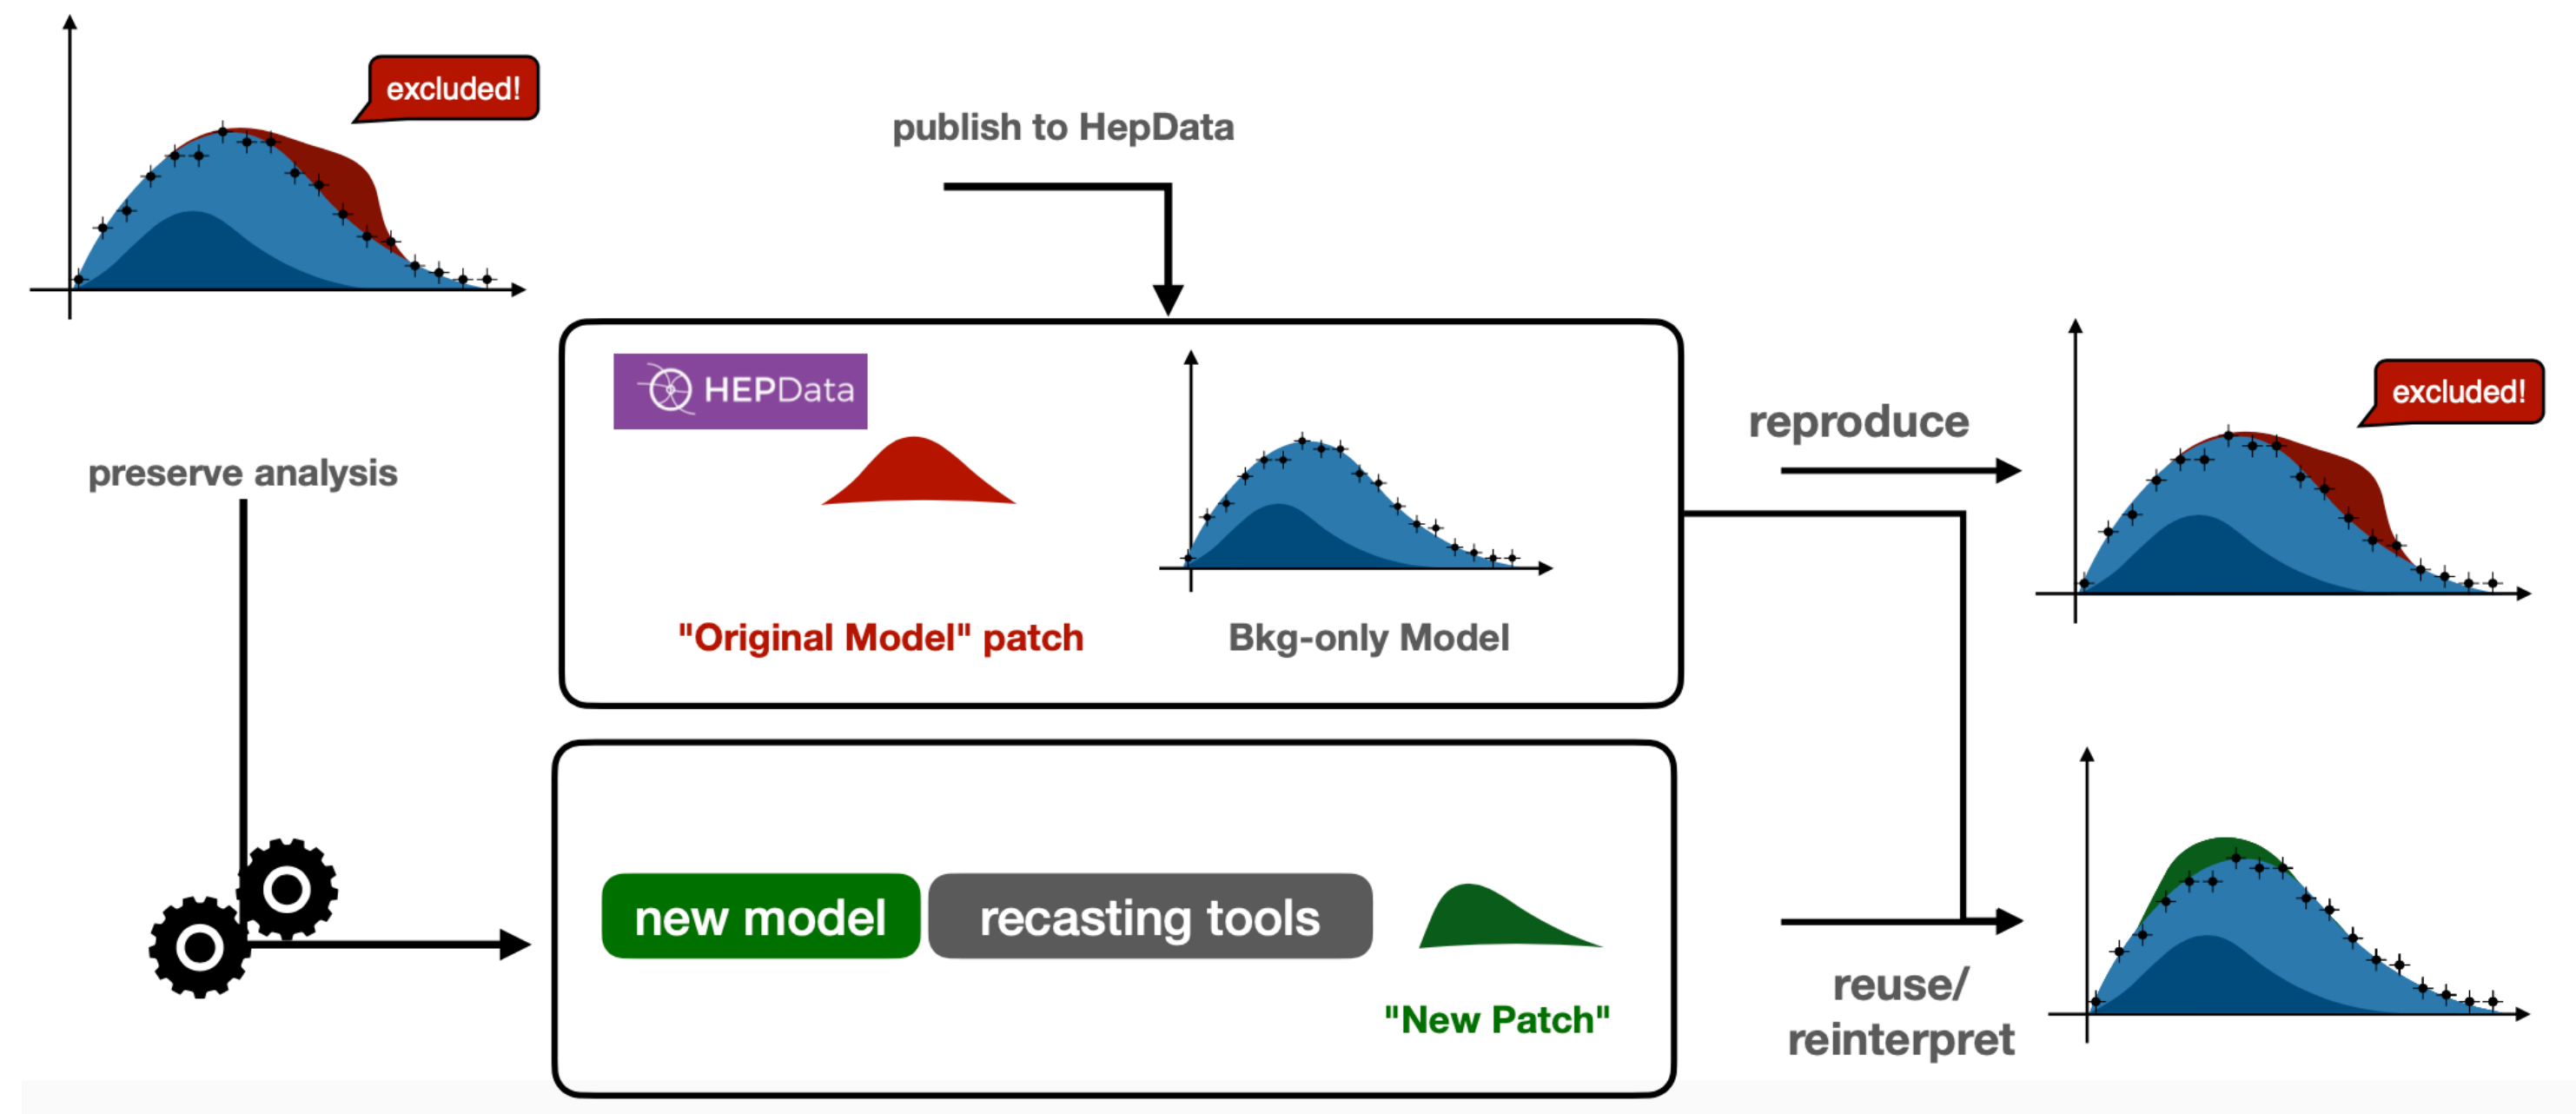 excluded!
publish to HepData
HEPData
"Original Model" patch
Bkg-only Model
reproduce
excluded!
preserve analysis
new model
recasting tools
"New Patch"
reuse/
reinterpret